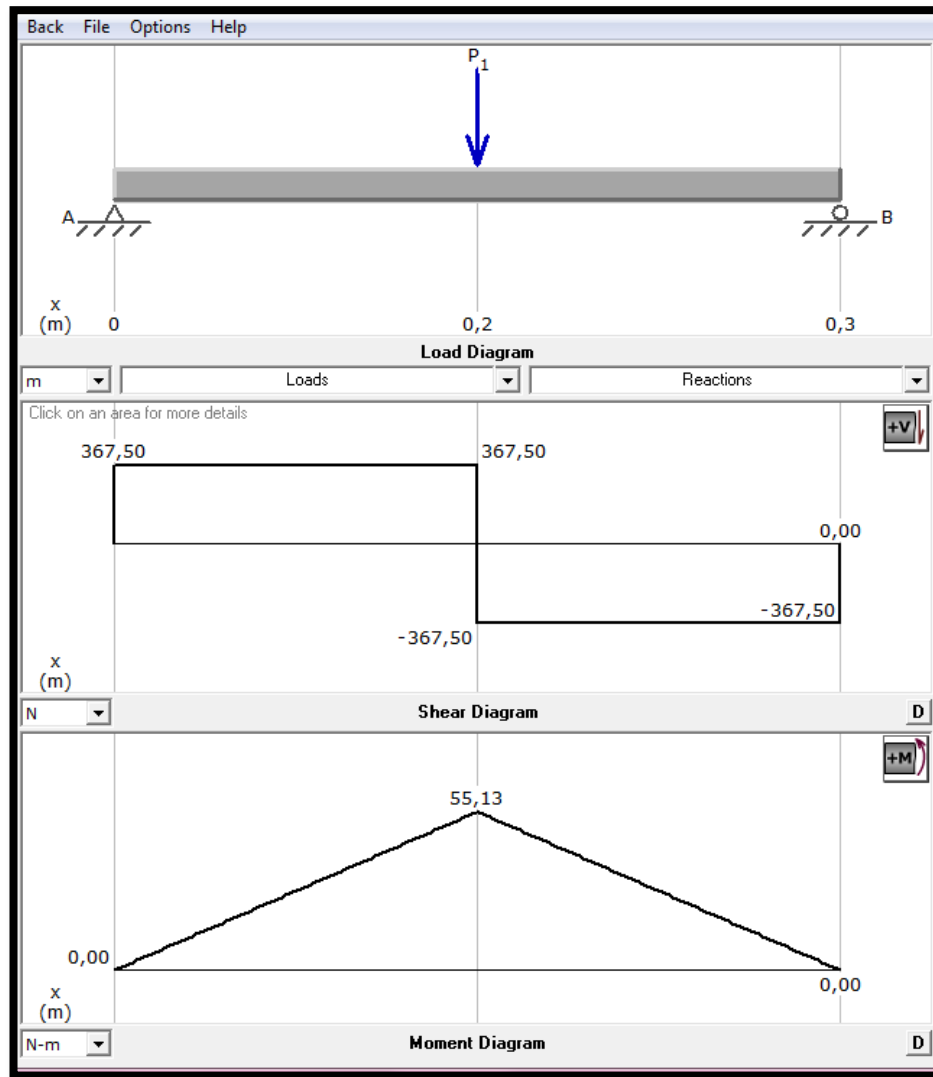 Back File Options Help
P1
A
B
x
(m) 0 0,2 0,3
Load Diagram
m Loads Reactions
Click on an area for more details
+V
367,50 367,50
0,00
-367,50
-367,50
x
(m)
N Shear Diagram D
+M
55,13
0,00
0,00
x
(m)
N-m Moment Diagram D